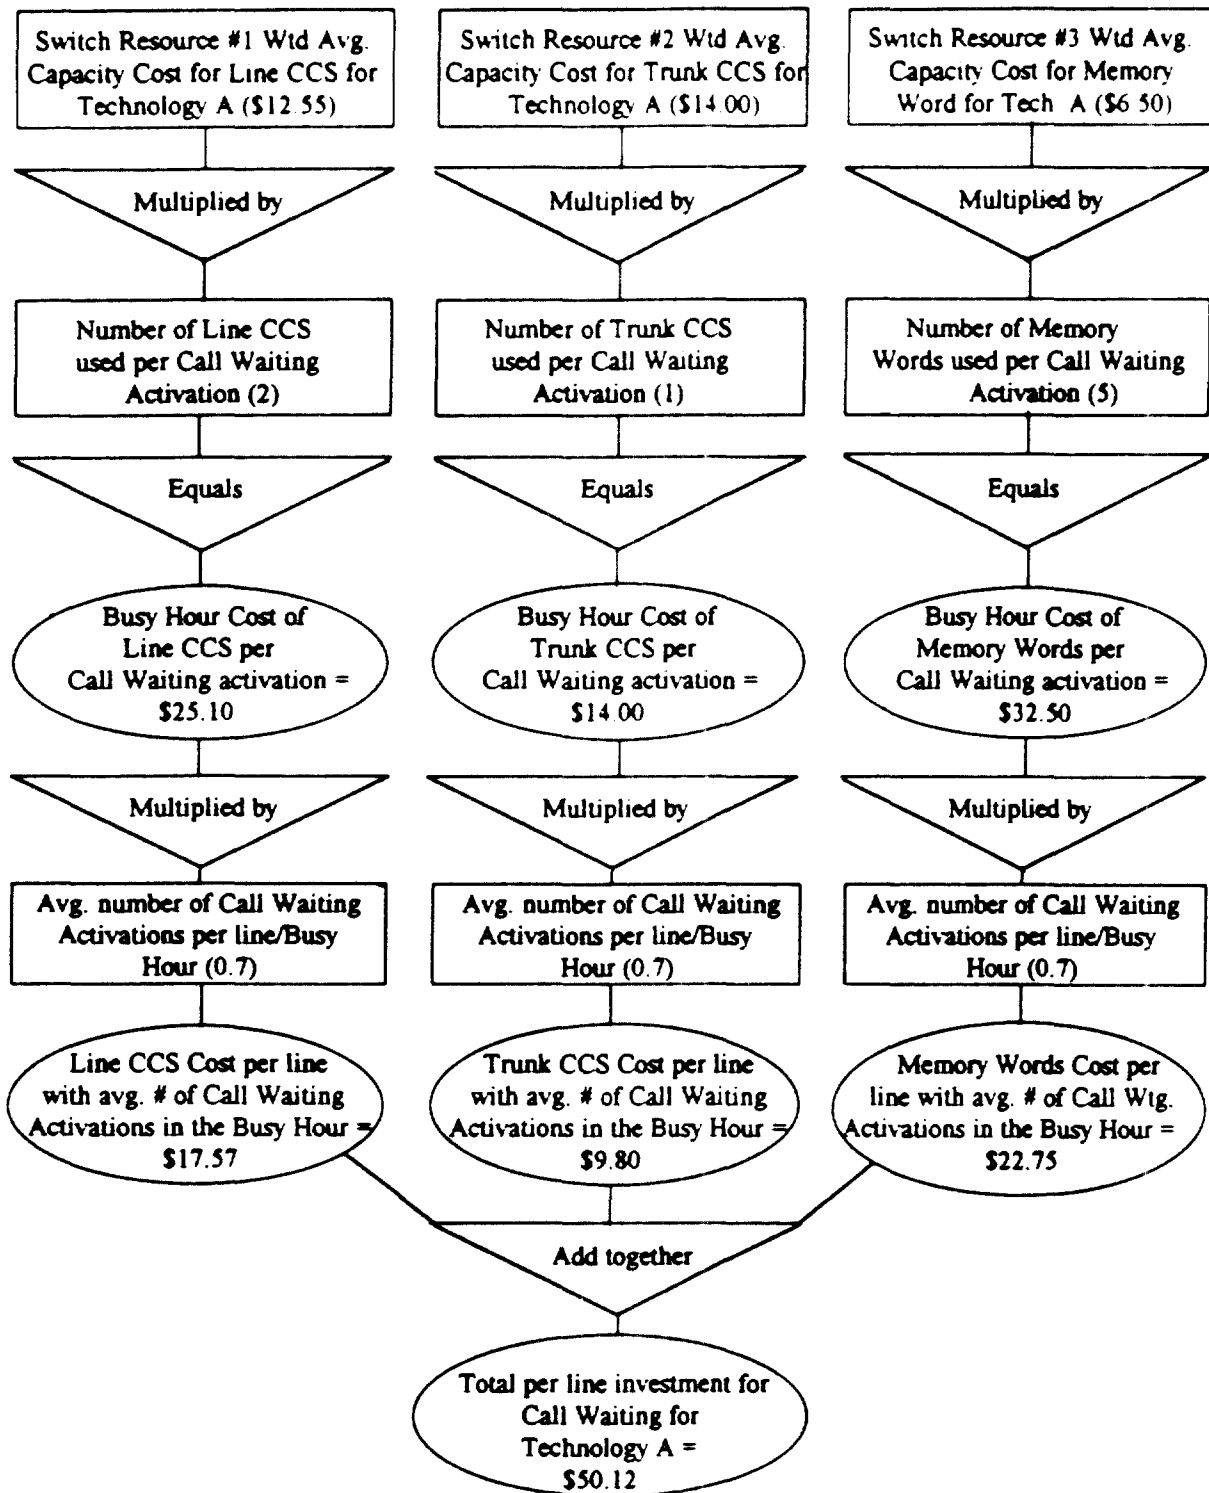 Switch Resource #1 Wtd Avg.
Capacity Cost for Line CCS for
Technology A ($12.55)
Switch Resource #2 Wtd Avg.
Capacity Cost for Trunk CCS for
Technology A ($14.00)
Switch Resource #3 Wtd Avg.
Capacity Cost for Memory
Word for Tech A ($6.50)
Multiplied by
Multiplied by
Multiplied by
Number of Line CCS
used per Call Waiting
Activation (2)
Number of Trunk CCS
used per Call Waiting
Activation (1)
Number of Memory
Words used per Call Waiting
Activation (5)
Equals
Equals
Equals
Busy Hour Cost of
Line CCS per
Call Waiting activation =
$25.10
Busy Hour Cost of
Trunk CCS per
Call Waiting activation =
$14.00
Busy Hour Cost of
Memory Words per
Call Waiting activation =
$32.50
Multiplied by
Multiplied by
Multiplied by
Avg. number of Call Waiting
Activations per line/Busy
Hour (0.7)
Avg. number of Call Waiting
Activations per line/Busy
Hour (0.7)
Avg. number of Call Waiting
Activations per line/Busy
Hour (0.7)
Line CCS Cost per line
with avg. # of Call Waiting
Activations in the Busy Hour =
$17.57
Trunk CCS Cost per line
with avg. # of Call Waiting
Activations in the Busy Hour =
$9.80
Memory Words Cost per
line with avg. # of Call Wtg.
Activations in the Busy Hour =
$22.75
Add together
Total per line investment for
Call Waiting for
Technology A =
$50.12